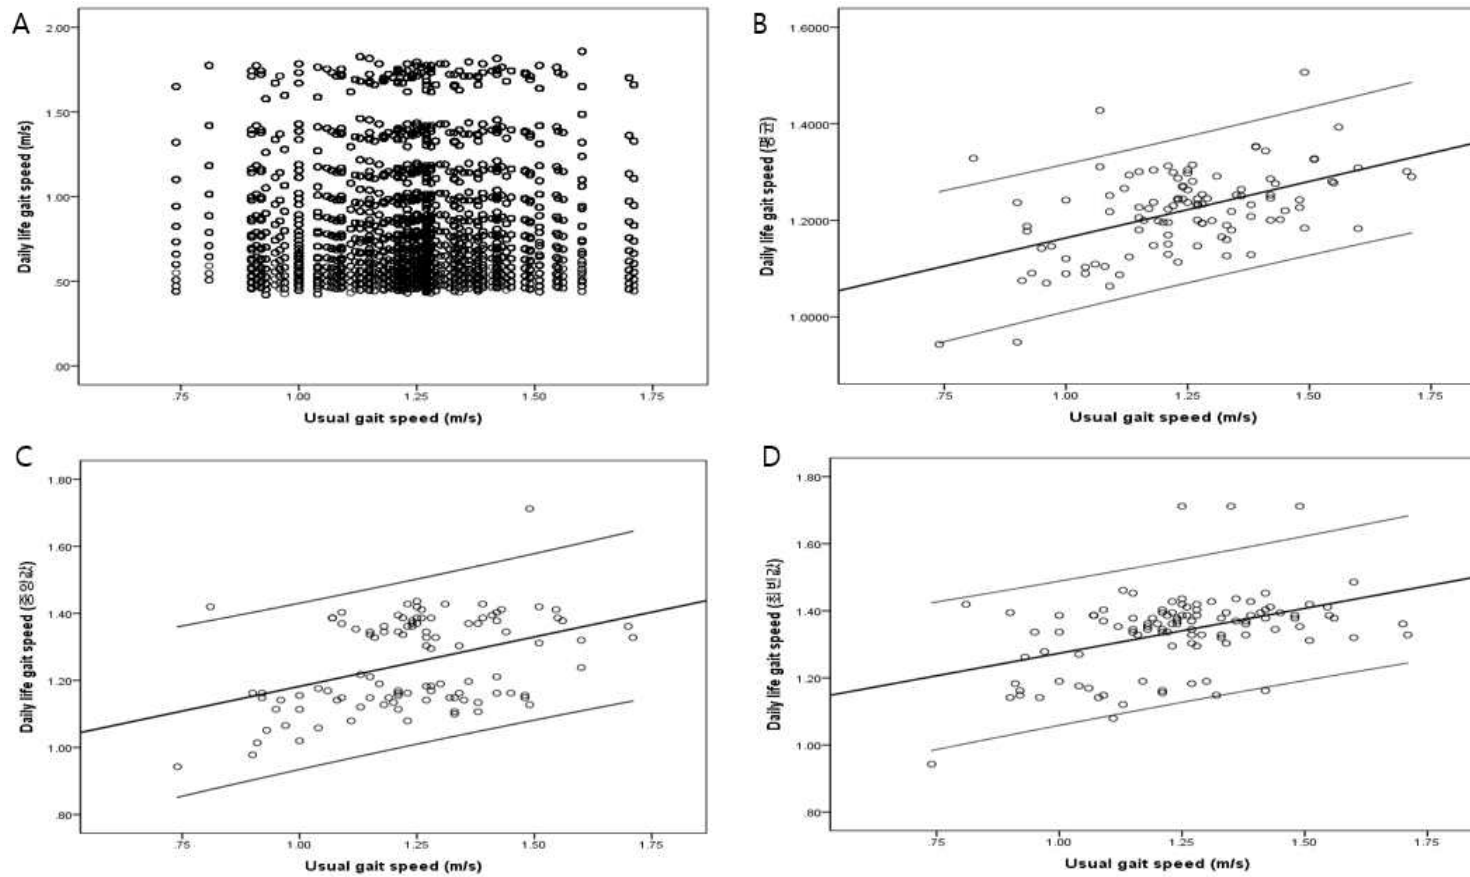 A
2.00
1.50
1.00
.50
.00
Daily life gait speed (m/s)
.75 1.00 1.25 1.50 1.75
Usual gait speed (m/s)
B
1.6000
1.4000
1.2000
1.0000
Daily life gait speed (평균)
.75 1.00 1.25 1.50 1.75
Usual gait speed (m/s)
C
1.80
1.60
1.40
1.20
1.00
.80
Daily life gait speed (중앙값)
.75 1.00 1.25 1.50 1.75
Usual gait speed (m/s)
D
1.80
1.60
1.40
1.20
1.00
.80
Daily life gait speed (최빈값)
.75 1.00 1.25 1.50 1.75
Usual gait speed (m/s)